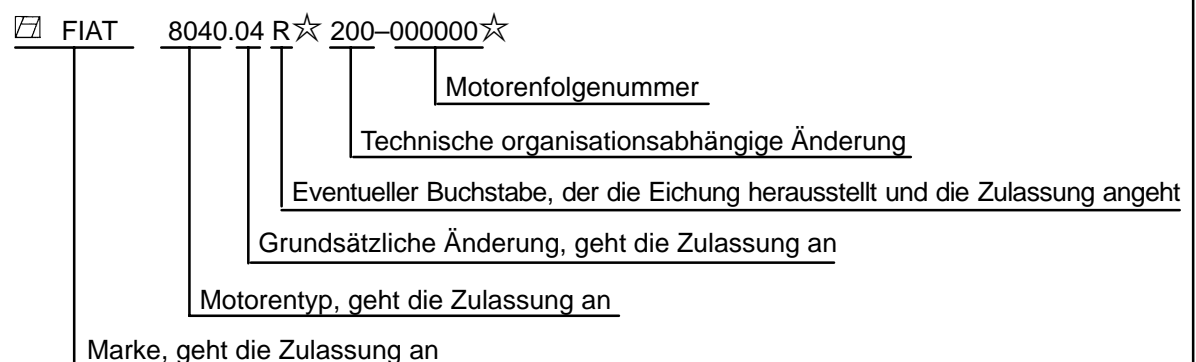 FIAT 8040.04 R☆ 200–000000☆
Motorenfolgenummer
Technische organisationsabhängige Änderung
Eventueller Buchstabe, der die Eichung herausstellt und die Zulassung angeht
Grundsätzliche Änderung, geht die Zulassung an
Motorentyp, geht die Zulassung an
Marke, geht die Zulassung an